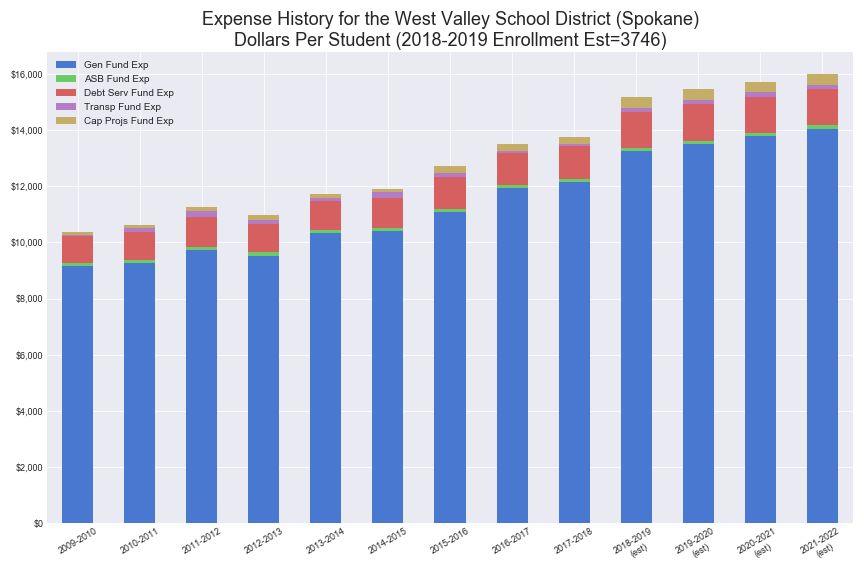 Expense History for the West Valley School District (Spokane)
Dollars Per Student (2018-2019 Enrollment Est=3746)
Gen Fund Exp
ASB Fund Exp
Debt Serv Fund Exp
Transp Fund Exp
Cap Projs Fund Exp
$16,000
$14,000
$12,000
$10,000
$8,000
$6,000
$4,000
$2,000
$0
2009-2010
2010-2011
2011-2012
2012-2013
2013-2014
2014-2015
2015-2016
2016-2017
2017-2018
2018-2019
(est)
2019-2020
(est)
2020-2021
(est)
2021-2022
(est)